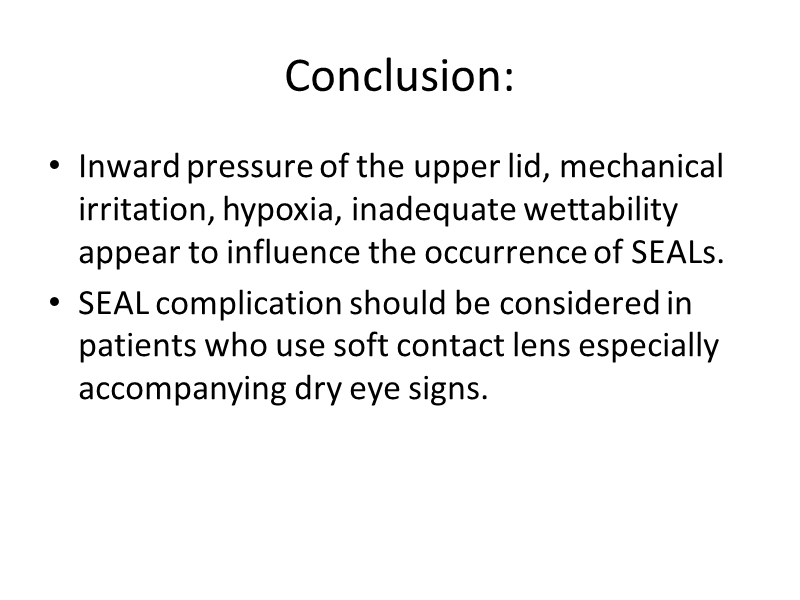 Conclusion:
• Inward pressure of the upper lid, mechanical
irritation, hypoxia, inadequate wettability
appear to influence the occurrence of SEALs.
• SEAL complication should be considered in
patients who use soft contact lens especially
accompanying dry eye signs.